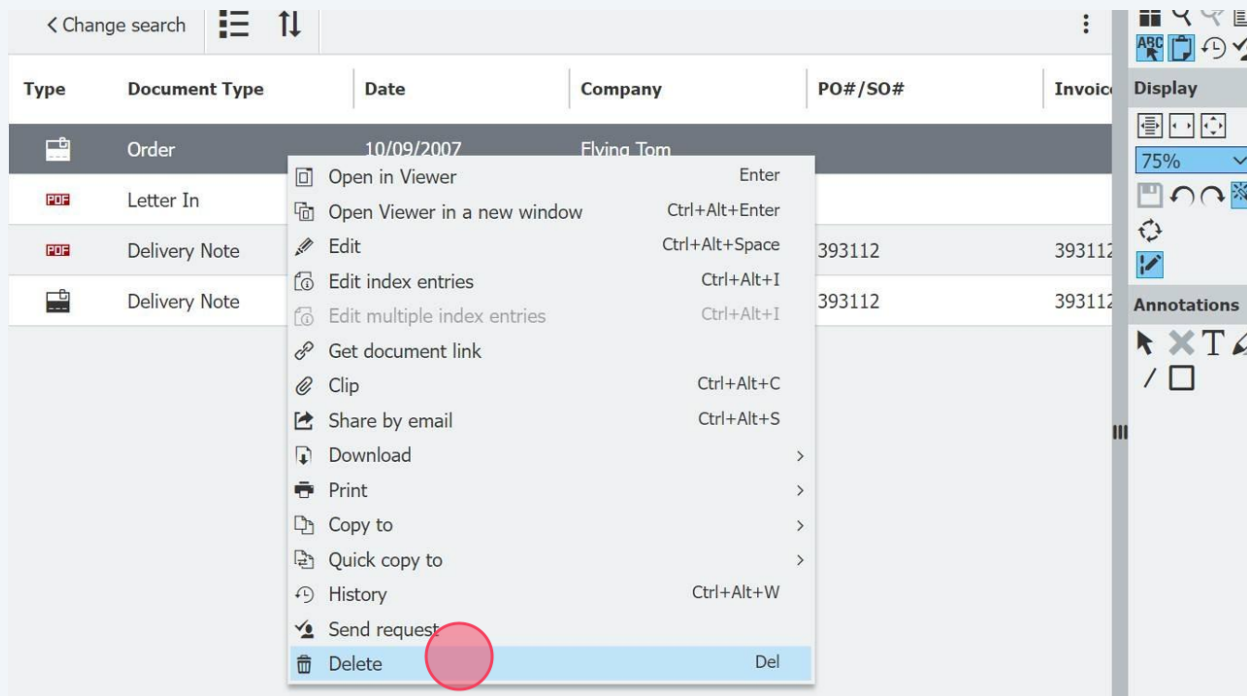 Change search
Type Document Type Date Company PO#/SO# Invoic
Order 10/09/2007 Flying Tom
PDF Letter In
PDF Delivery Note 393112 393112
Delivery Note 393112 393112
Open in Viewer Enter
Open Viewer in a new window Ctrl+Alt+Enter
Edit Ctrl+Alt+Space
Edit index entries Ctrl+Alt+I
Edit multiple index entries Ctrl+Alt+I
Get document link
Clip Ctrl+Alt+C
Share by email Ctrl+Alt+S
Download
Print
Copy to
Quick copy to
History Ctrl+Alt+W
Send request
Delete Del
ABC
Display
75%
Annotations
T